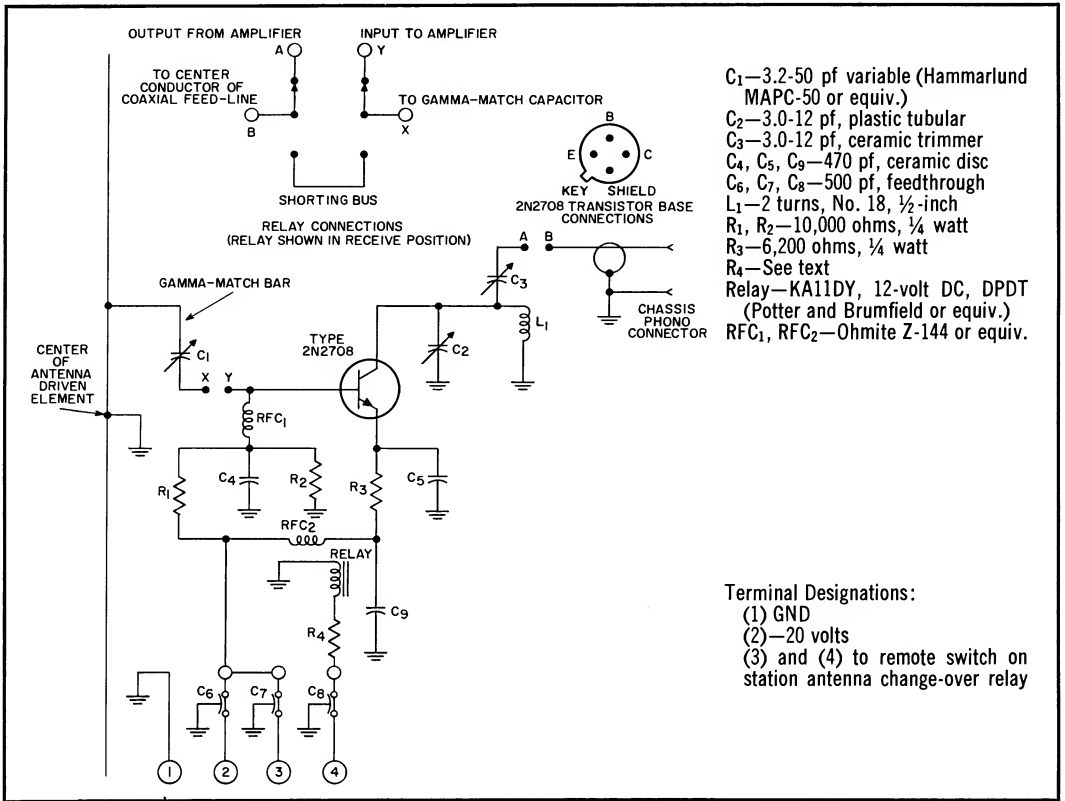 OUTPUT FROM AMPLIFIER
A
INPUT TO AMPLIFIER
Y
TO CENTER
CONDUCTOR OF
COAXIAL FEED-LINE
B
TO GAMMA-MATCH CAPACITOR
X
SHORTING BUS
RELAY CONNECTIONS
(RELAY SHOWN IN RECEIVE POSITION)
B
E
C
KEY SHIELD
2N2708 TRANSISTOR BASE
CONNECTIONS
GAMMA-MATCH BAR
C1
X Y
CENTER
OF
ANTENNA
DRIVEN
ELEMENT
TYPE
2N2708
A B
C3
C2
L1
CHASSIS
PHONO
CONNECTOR
RFC1
R1
C4
R2
R3
C5
RFC2
RELAY
R4
C9
C6
C7
C8
1
2
3
4
C1—3.2-50 pf variable (Hammarlund
MAPC-50 or equiv.)
C2—3.0-12 pf, plastic tubular
C3—3.0-12 pf, ceramic trimmer
C4, C5, C9—470 pf, ceramic disc
C6, C7, C8—500 pf, feedthrough
L1—2 turns, No. 18, ½-inch
R1, R2—10,000 ohms, ¼ watt
R3—6,200 ohms, ¼ watt
R4—See text
Relay—KA11DY, 12-volt DC, DPDT
(Potter and Brumfield or equiv.)
RFC1, RFC2—Ohmite Z-144 or equiv.
Terminal Designations:
(1) GND
(2)—20 volts
(3) and (4) to remote switch on
station antenna change-over relay